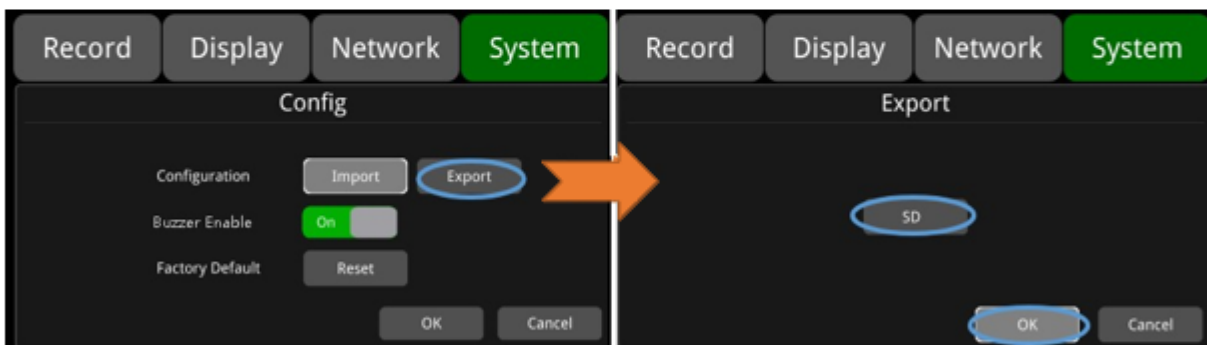 Record Display Network System
Config
Configuration Import Export
Buzzer Enable On
Factory Default Reset
OK Cancel
Record Display Network System
Export
SD
OK Cancel